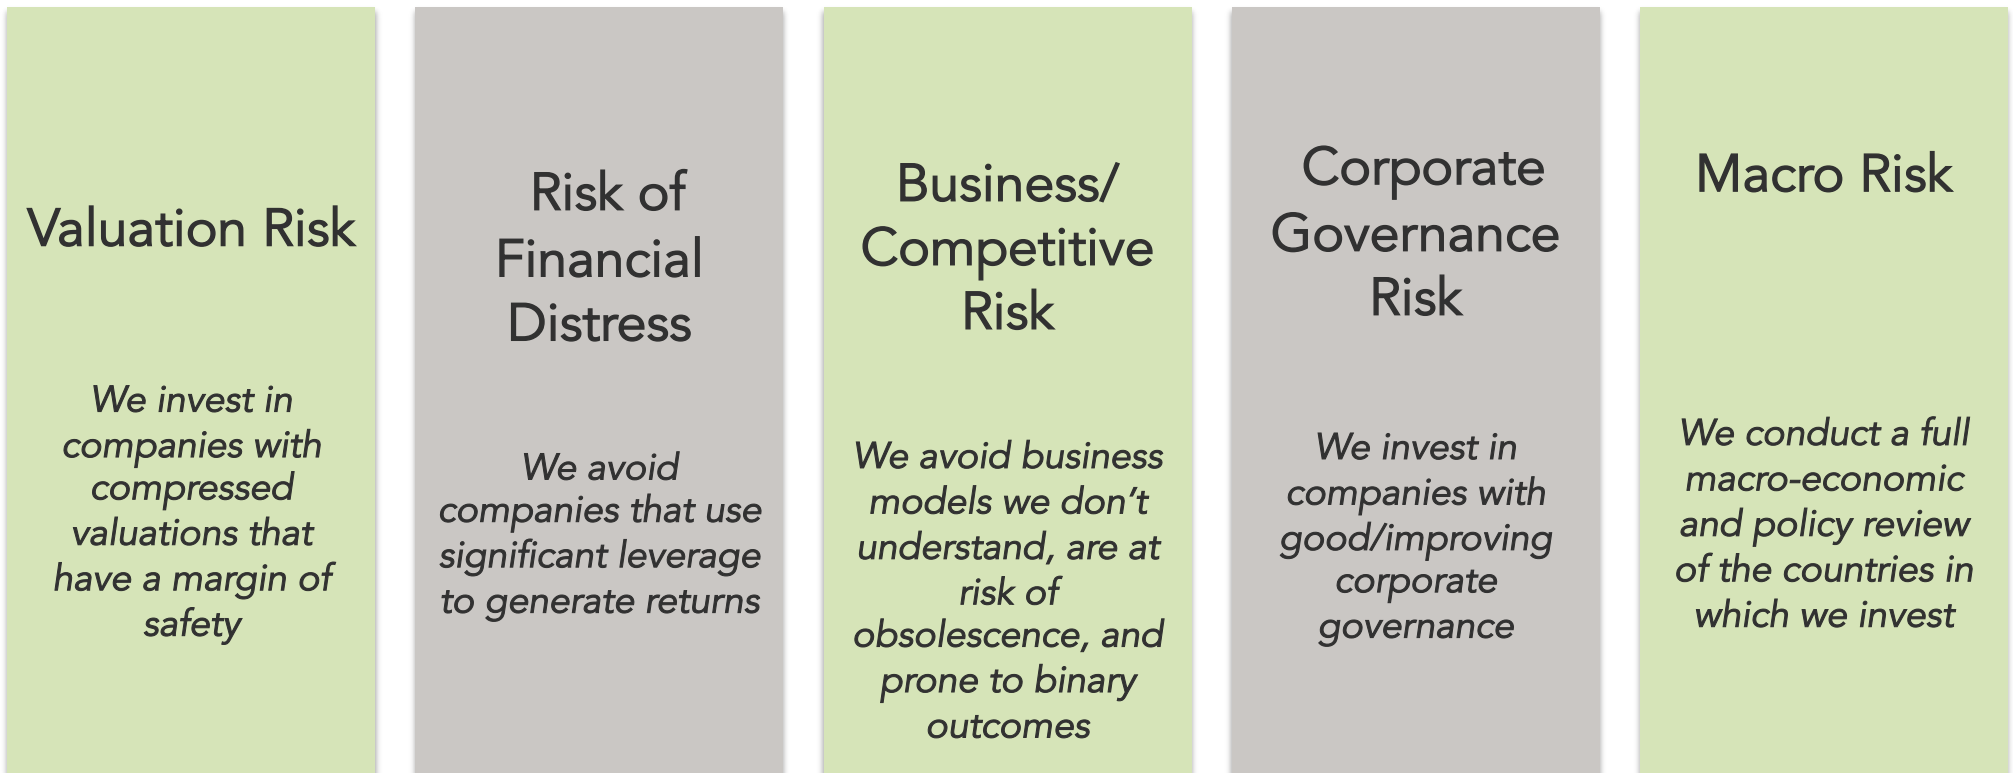 Valuation Risk
We invest in
companies with
compressed
valuations that
have a margin of
safety
Risk of
Financial
Distress
We avoid
companies that use
significant leverage
to generate returns
Business/
Competitive
Risk
We avoid business
models we don’t
understand, are at
risk of
obsolescence, and
prone to binary
outcomes
Corporate
Governance
Risk
We invest in
companies with
good/improving
corporate
governance
Macro Risk
We conduct a full
macro-economic
and policy review
of the countries in
which we invest